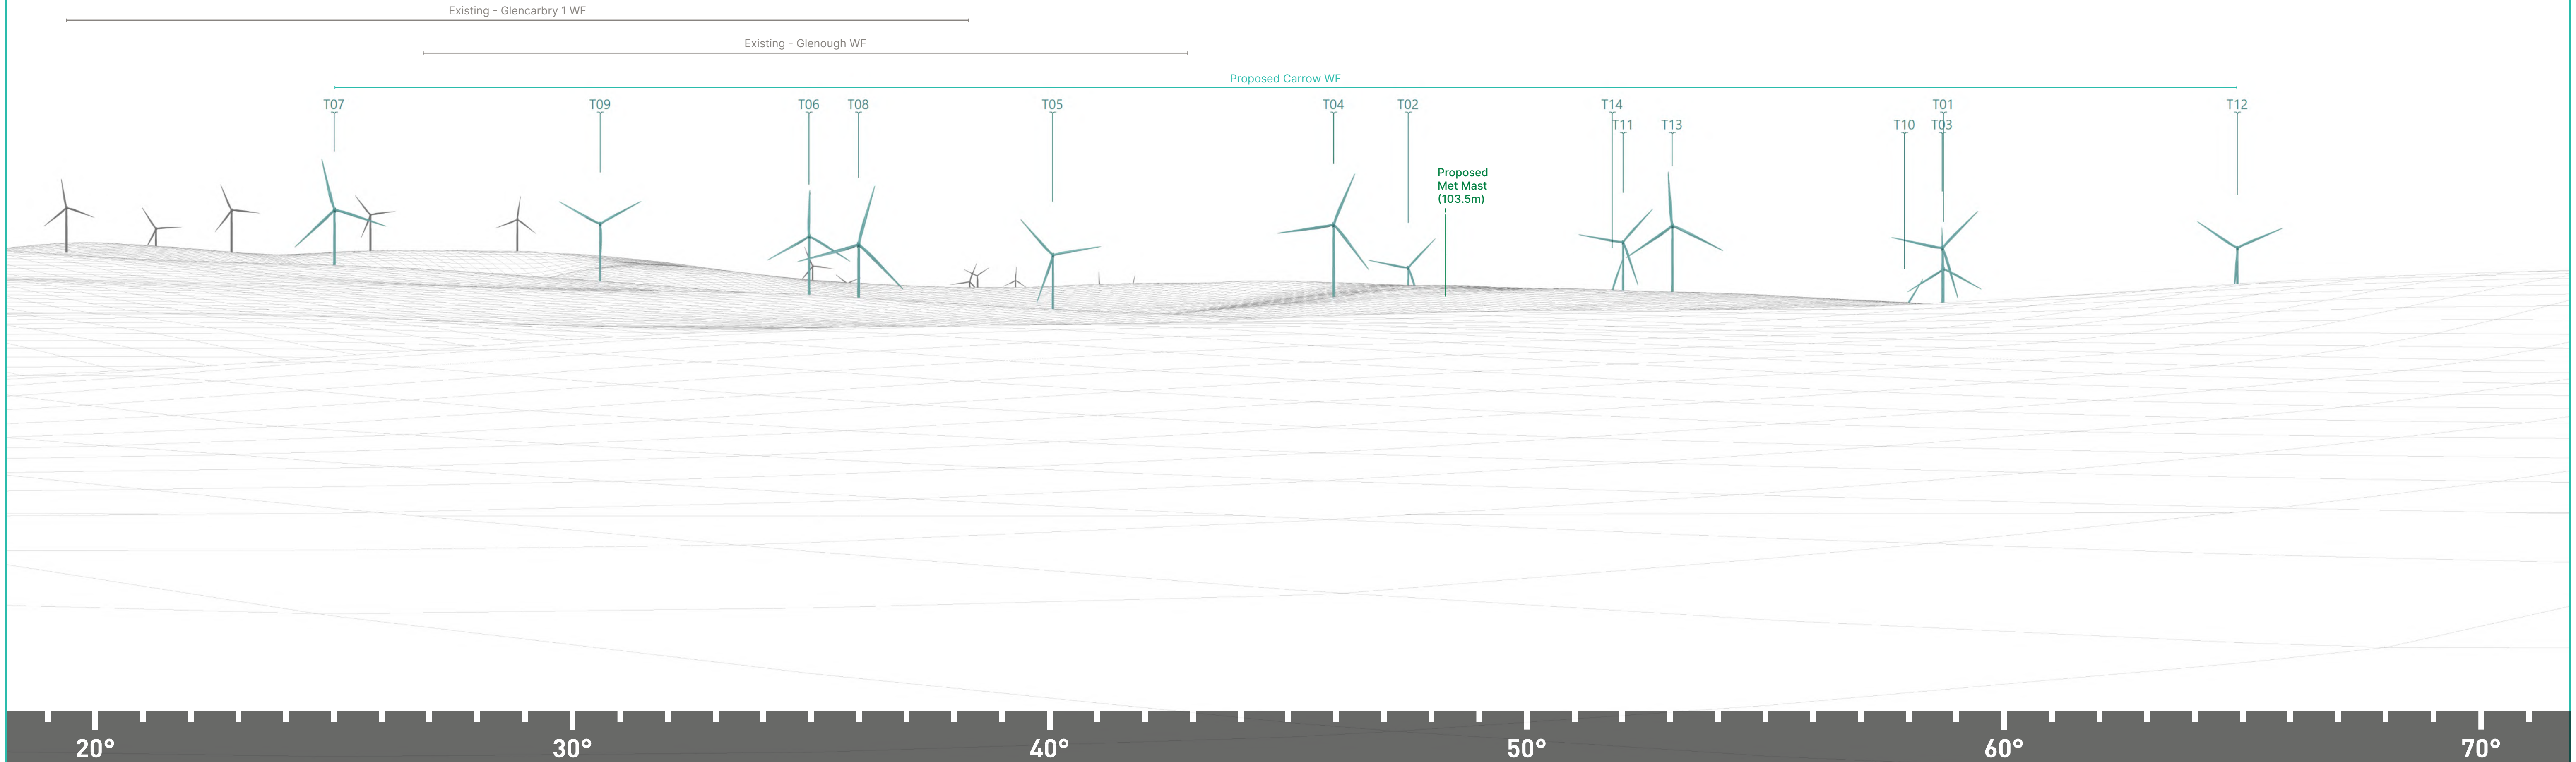 Existing - Glencarbry 1 WF
Existing - Glenough WF
Proposed Carrow WF
T07 T09 T06 T08 T05 T04 T02 T14 T01 T12
T11 T13 T10 T03
Proposed
Met Mast
(103.5m)
20° 30° 40° 50° 60° 70°